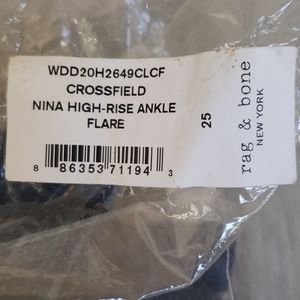 WDD20H2649CLCF
CROSSFIELD
NINA HIGH-RISE ANKLE
FLARE
8 86353 71194 3
25
rag & bone
NEW YORK